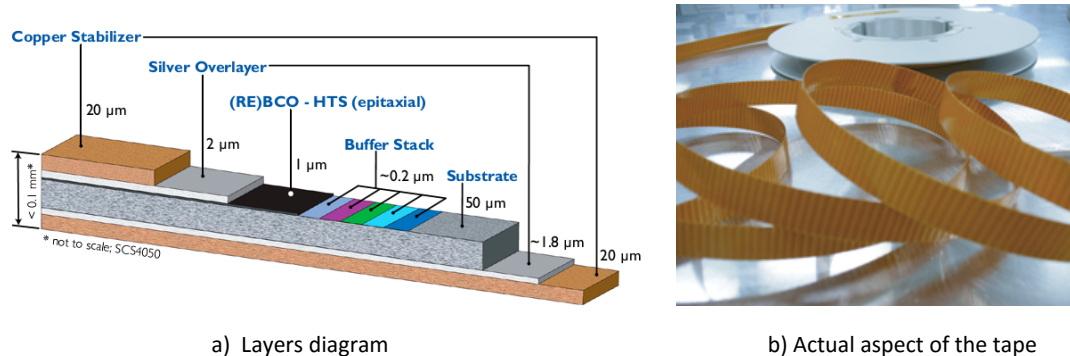 Copper Stabilizer
Silver Overlayer
(RE)BCO - HTS (epitaxial)
20 µm
2 µm
1 µm
Buffer Stack
~0.2 µm
Substrate
50 µm
< 0.1 mm*
~1.8 µm
20 µm
* not to scale; SCS4050
a) Layers diagram
b) Actual aspect of the tape